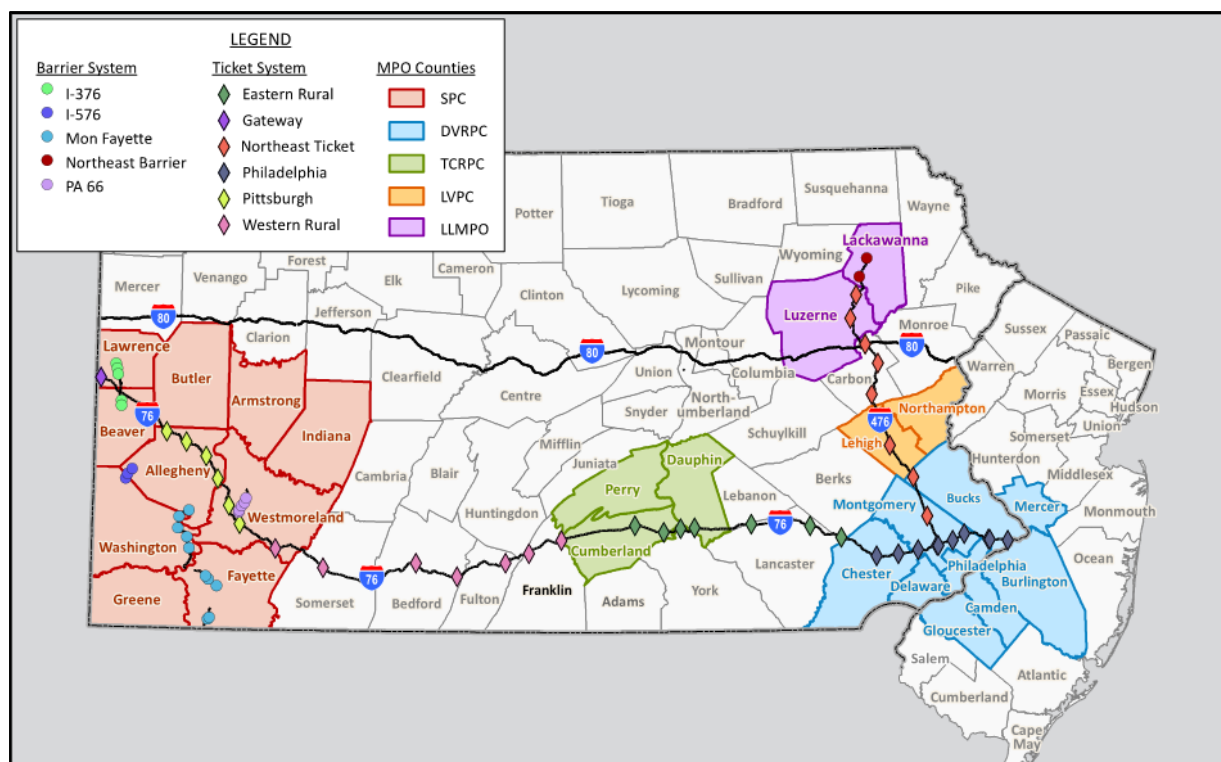 LEGEND
Barrier System
I-376
I-576
Mon Fayette
Northeast Barrier
PA 66
Ticket System
Eastern Rural
Gateway
Northeast Ticket
Philadelphia
Pittsburgh
Western Rural
MPO Counties
SPC
DVRPC
TCRPC
LVPC
LLMPO
Potter
Tioga
Bradford
Susquehanna
Wayne
Wyoming
Lackawanna
Forest
Venango
Mercer
Elk
Cameron
Clinton
Lycoming
Sullivan
Pike
Luzerne
Monroe
Jefferson
Clarion
80
80
80
Lawrence
Butler
Armstrong
Clearfield
Centre
Union
Montour
Columbia
Carbon
Sussex
Passaic
Bergen
Warren
Morris
Essex
Hudson
Union
76
Beaver
Indiana
Snyder
North-
umberland
Schuylkill
476
Northampton
Lehigh
Somerset
Hunterdon
Middlesex
Allegheny
Cambria
Blair
Mifflin
Juniata
Perry
Dauphin
Lebanon
Berks
Montgomery
Bucks
Mercer
Monmouth
Westmoreland
Huntingdon
76
Washington
Cumberland
Lancaster
Ocean
Fayette
76
Greene
Somerset
Bedford
Fulton
Franklin
Adams
York
Chester
Delaware
Philadelphia
Burlington
Camden
Gloucester
Salem
Atlantic
Cumberland
Cape
May